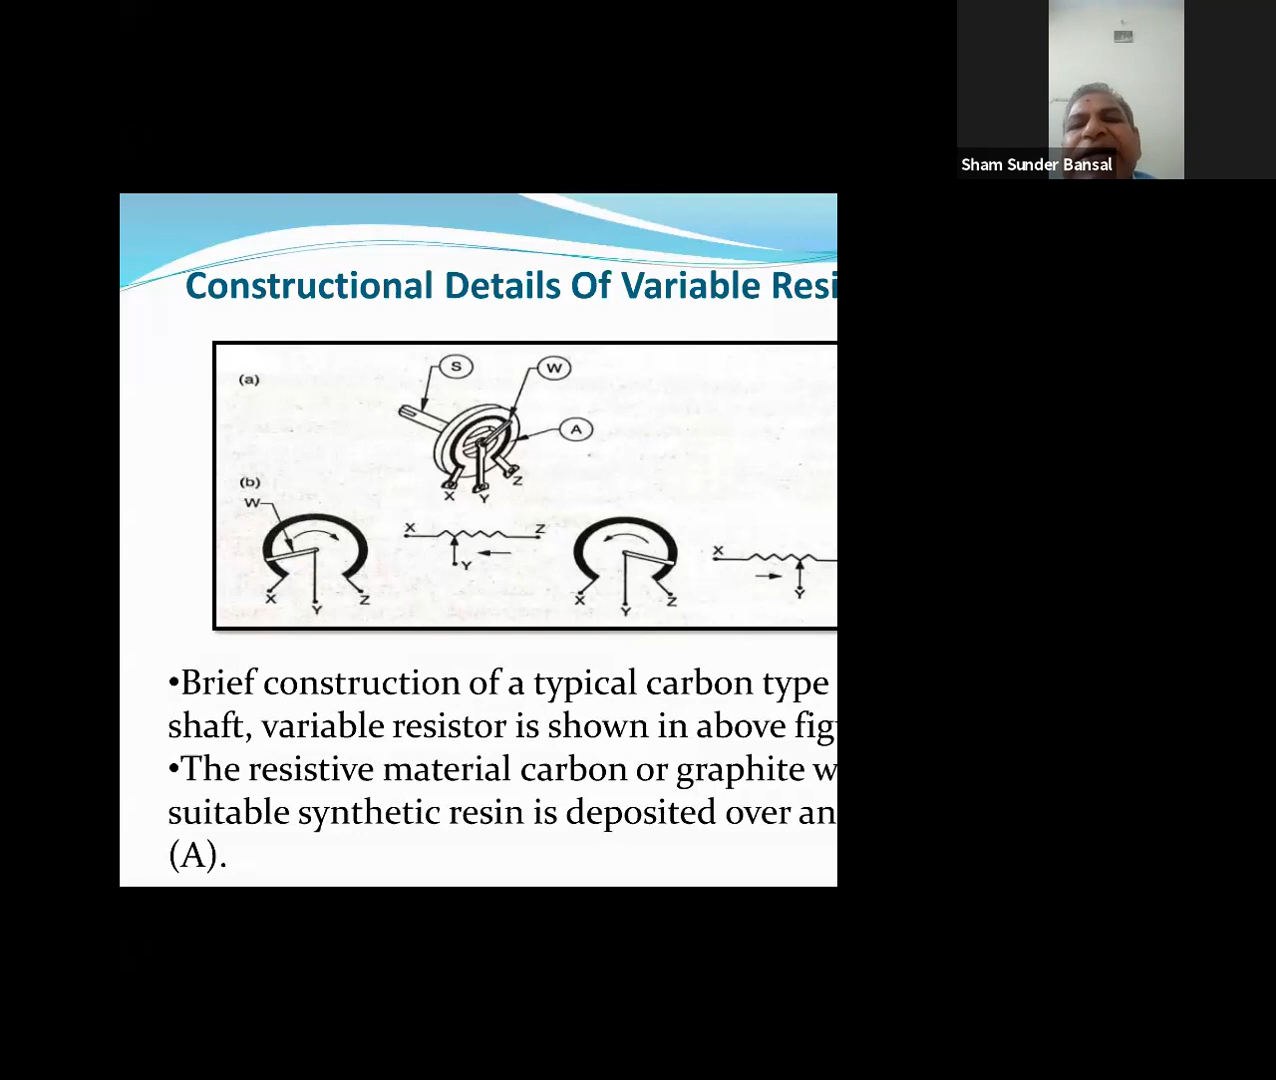 Sham Sunder Bansal
Constructional Details Of Variable Resi
(a)
S
W
A
X Y Z
(b)
W
X Z
Y
X Y Z
X Y Z
X
Y
•Brief construction of a typical carbon type
shaft, variable resistor is shown in above fig
•The resistive material carbon or graphite w
suitable synthetic resin is deposited over an
(A).